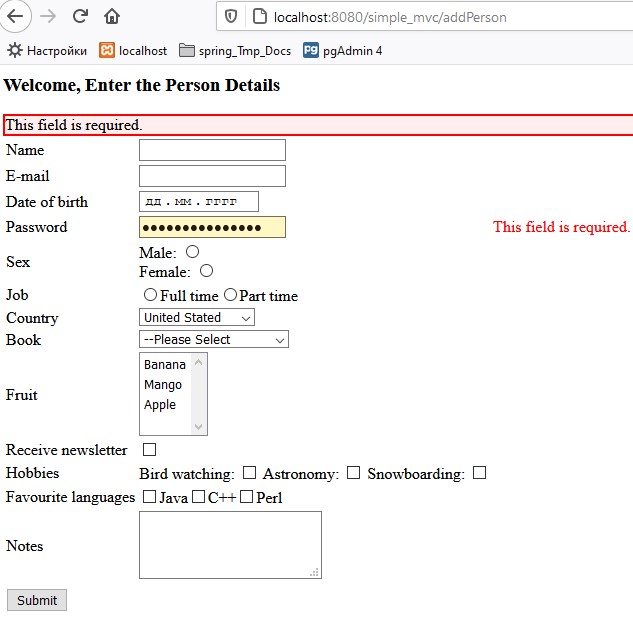 localhost:8080/simple_mvc/addPerson
Настройки localhost spring_Tmp_Docs pgAdmin 4
Welcome, Enter the Person Details
This field is required.
Name
E-mail
Date of birth дд.мм.гггг
Password ●●●●●●●●●●●●●●● This field is required.
Sex Male:
Female:
Job Full time Part time
Country United Stated
Book --Please Select
Fruit Banana
Mango
Apple
Receive newsletter
Hobbies Bird watching: Astronomy: Snowboarding:
Favourite languages Java C++ Perl
Notes
Submit